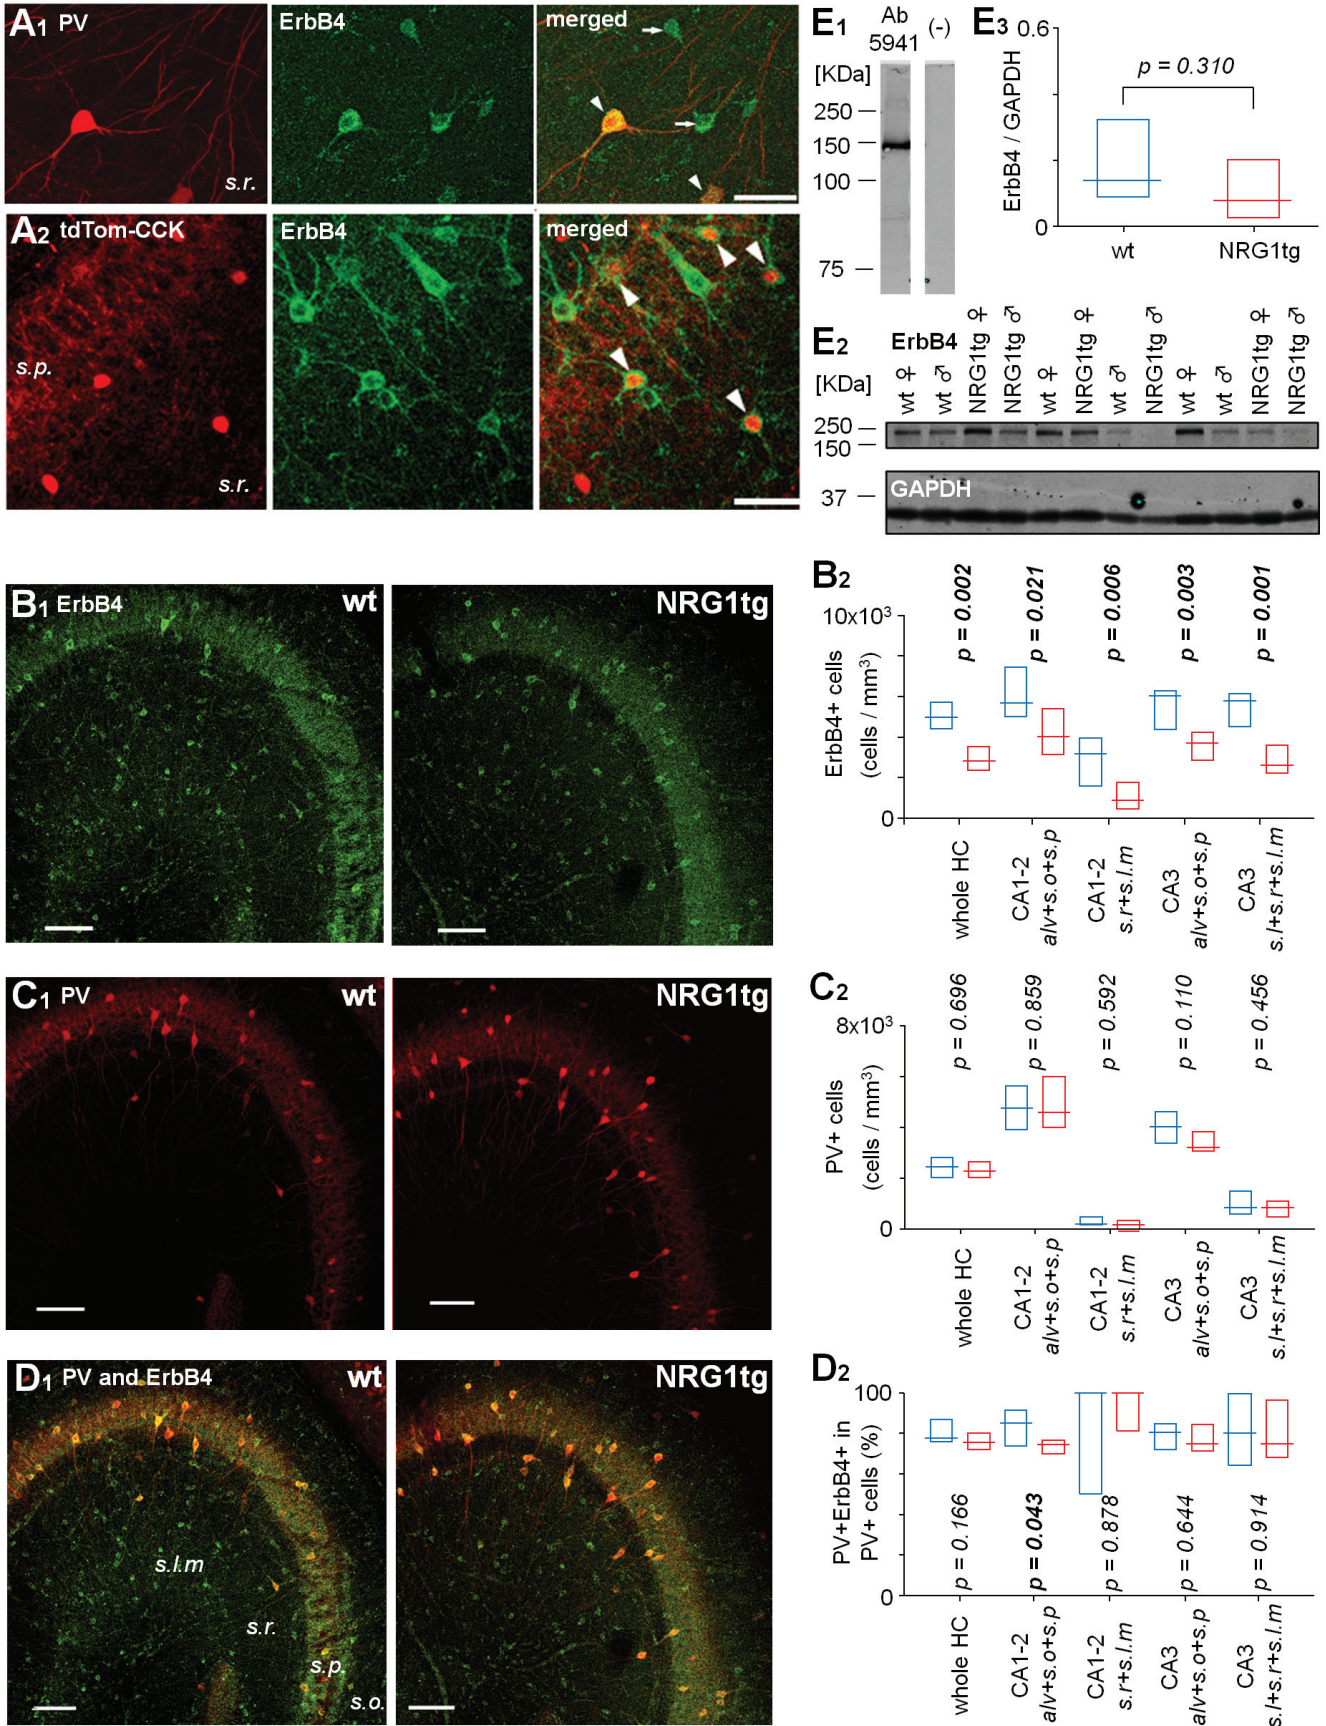 A1 PV
ErbB4
merged
s.r.
A2 tdTom-CCK
ErbB4
merged
s.p.
s.r.
E1
Ab
5941
(-)
[KDa]
250
150
100
75
E3
0.6
p = 0.310
ErbB4 / GAPDH
0
wt
NRG1tg
E2
ErbB4
[KDa]
wt ♀
wt ♂
NRG1tg ♀
NRG1tg ♂
wt ♀
NRG1tg ♀
wt ♂
NRG1tg ♂
wt ♀
wt ♂
NRG1tg ♀
NRG1tg ♂
250
150
GAPDH
37
B1 ErbB4
wt
NRG1tg
B2
p = 0.002
p = 0.021
p = 0.006
p = 0.003
p = 0.001
10x10³
ErbB4+ cells
(cells / mm³)
0
whole HC
CA1-2
alv+s.o+s.p
CA1-2
s.r+s.l.m
CA3
alv+s.o+s.p
CA3
s.l+s.r+s.l.m
C1 PV
wt
NRG1tg
C2
p = 0.696
p = 0.859
p = 0.592
p = 0.110
p = 0.456
8x10³
PV+ cells
(cells / mm³)
0
whole HC
CA1-2
alv+s.o+s.p
CA1-2
s.r+s.l.m
CA3
alv+s.o+s.p
CA3
s.l+s.r+s.l.m
D1 PV and ErbB4
wt
NRG1tg
s.l.m
s.r.
s.p.
s.o.
D2
100
PV+ErbB4+ in
PV+ cells (%)
0
p = 0.166
p = 0.043
p = 0.878
p = 0.644
p = 0.914
whole HC
CA1-2
alv+s.o+s.p
CA1-2
s.r+s.l.m
CA3
alv+s.o+s.p
CA3
s.l+s.r+s.l.m